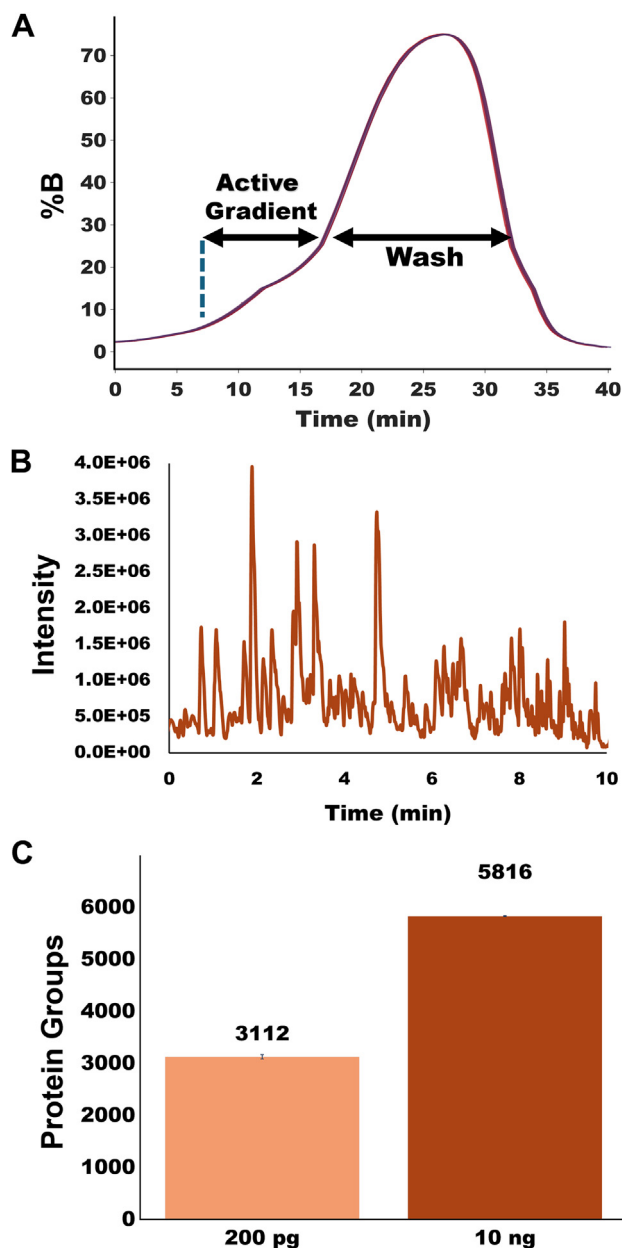 A
%B
70
60
50
40
30
20
10
0
Active
Gradient
Wash
0 5 10 15 20 25 30 35 40
Time (min)
B
Intensity
4.0E+06
3.5E+06
3.0E+06
2.5E+06
2.0E+06
1.5E+06
1.0E+06
5.0E+05
0.0E+00
0 2 4 6 8 10
Time (min)
C
Protein Groups
6000
5000
4000
3000
2000
1000
0
3112
5816
200 pg 10 ng